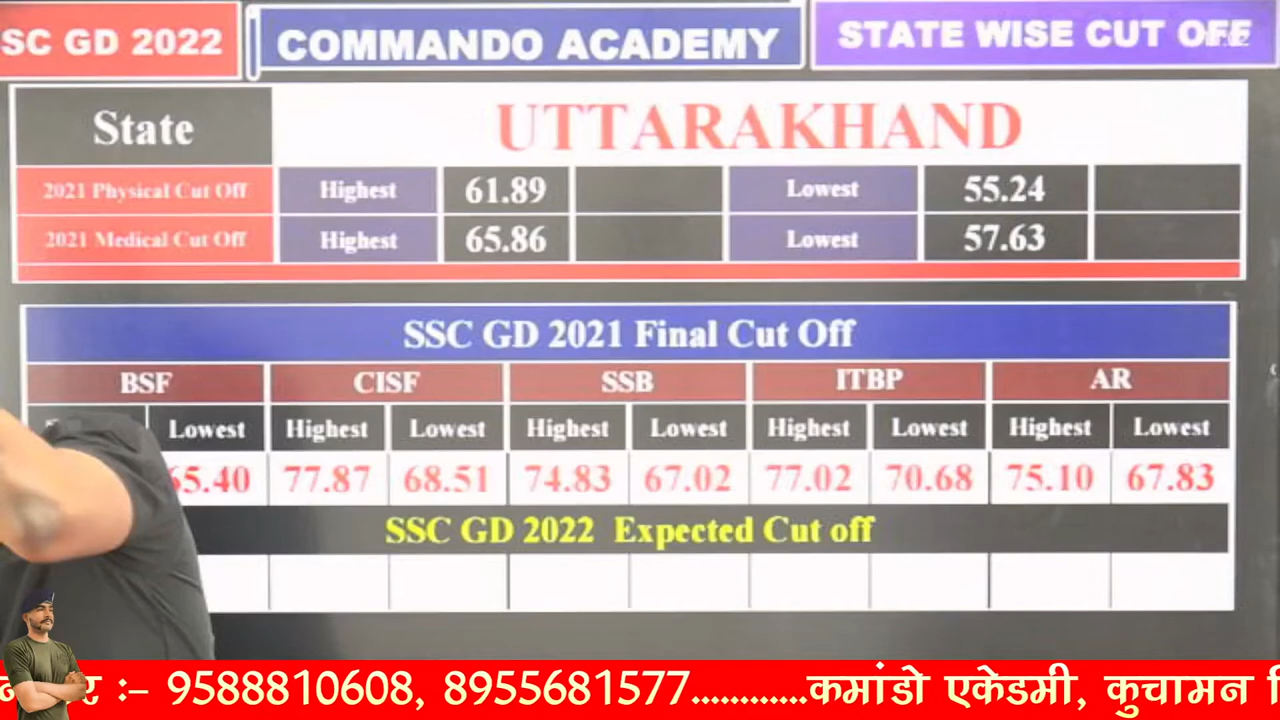 SC GD 2022
COMMANDO ACADEMY
STATE WISE CUT OFF
State
UTTARAKHAND
2021 Physical Cut Off Highest 61.89 Lowest 55.24
2021 Medical Cut Off Highest 65.86 Lowest 57.63
SSC GD 2021 Final Cut Off
BSF CISF SSB ITBP AR
Lowest Highest Lowest Highest Lowest Highest Lowest Highest Lowest
65.40 77.87 68.51 74.83 67.02 77.02 70.68 75.10 67.83
SSC GD 2022 Expected Cut off
:- 9588810608, 8955681577............कमांडो एकेडमी, कुचामन